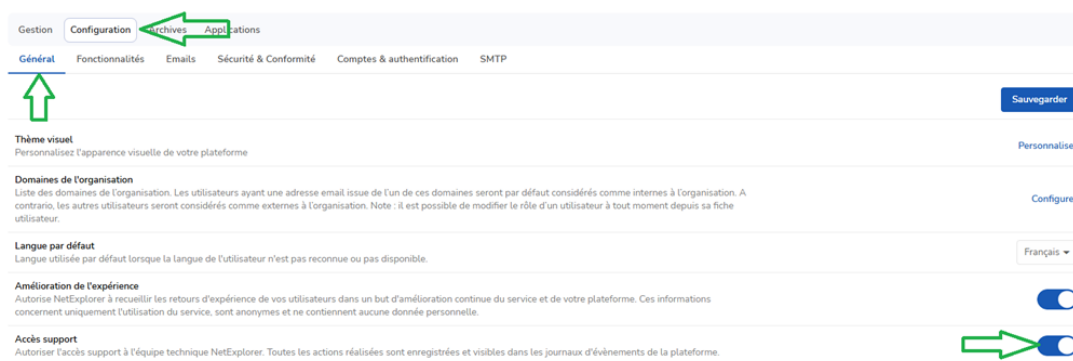 Gestion Configuration Archives Applications
Général Fonctionnalités Emails Sécurité & Conformité Comptes & authentification SMTP
Sauvegarder
Thème visuel
Personnalisez l'apparence visuelle de votre plateforme
Personnalise
Domaines de l'organisation
Liste des domaines de l'organisation. Les utilisateurs ayant une adresse email issue de l'un de ces domaines seront par défaut considérés comme internes à l'organisation. A
contrario, les autres utilisateurs seront considérés comme externes à l'organisation. Note : il est possible de modifier le rôle d'un utilisateur à tout moment depuis sa fiche
utilisateur.
Configure
Langue par défaut
Langue utilisée par défaut lorsque la langue de l'utilisateur n'est pas reconnue ou pas disponible.
Français
Amélioration de l'expérience
Autorise NetExplorer à recueillir les retours d'expérience de vos utilisateurs dans un but d'amélioration continue du service et de votre plateforme. Ces informations
concernent uniquement l'utilisation du service, sont anonymes et ne contiennent aucune donnée personnelle.
Accès support
Autoriser l'accès support à l'équipe technique NetExplorer. Toutes les actions réalisées sont enregistrées et visibles dans les journaux d'évènements de la plateforme.